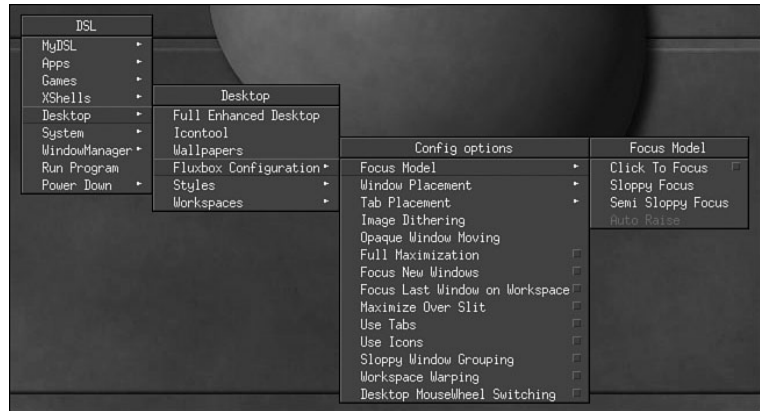 DSL
MyDSL
Apps
Games
XShells
Desktop
System
WindowManager
Run Program
Power Down
Desktop
Full Enhanced Desktop
Icontool
Wallpapers
Fluxbox Configuration
Styles
Workspaces
Config options
Focus Model
Window Placement
Tab Placement
Image Dithering
Opaque Window Moving
Full Maximization
Focus New Windows
Focus Last Window on Workspace
Maximize Over Slit
Use Tabs
Use Icons
Sloppy Window Grouping
Workspace Warping
Desktop MouseWheel Switching
Focus Model
Click To Focus
Sloppy Focus
Semi Sloppy Focus
Auto Raise